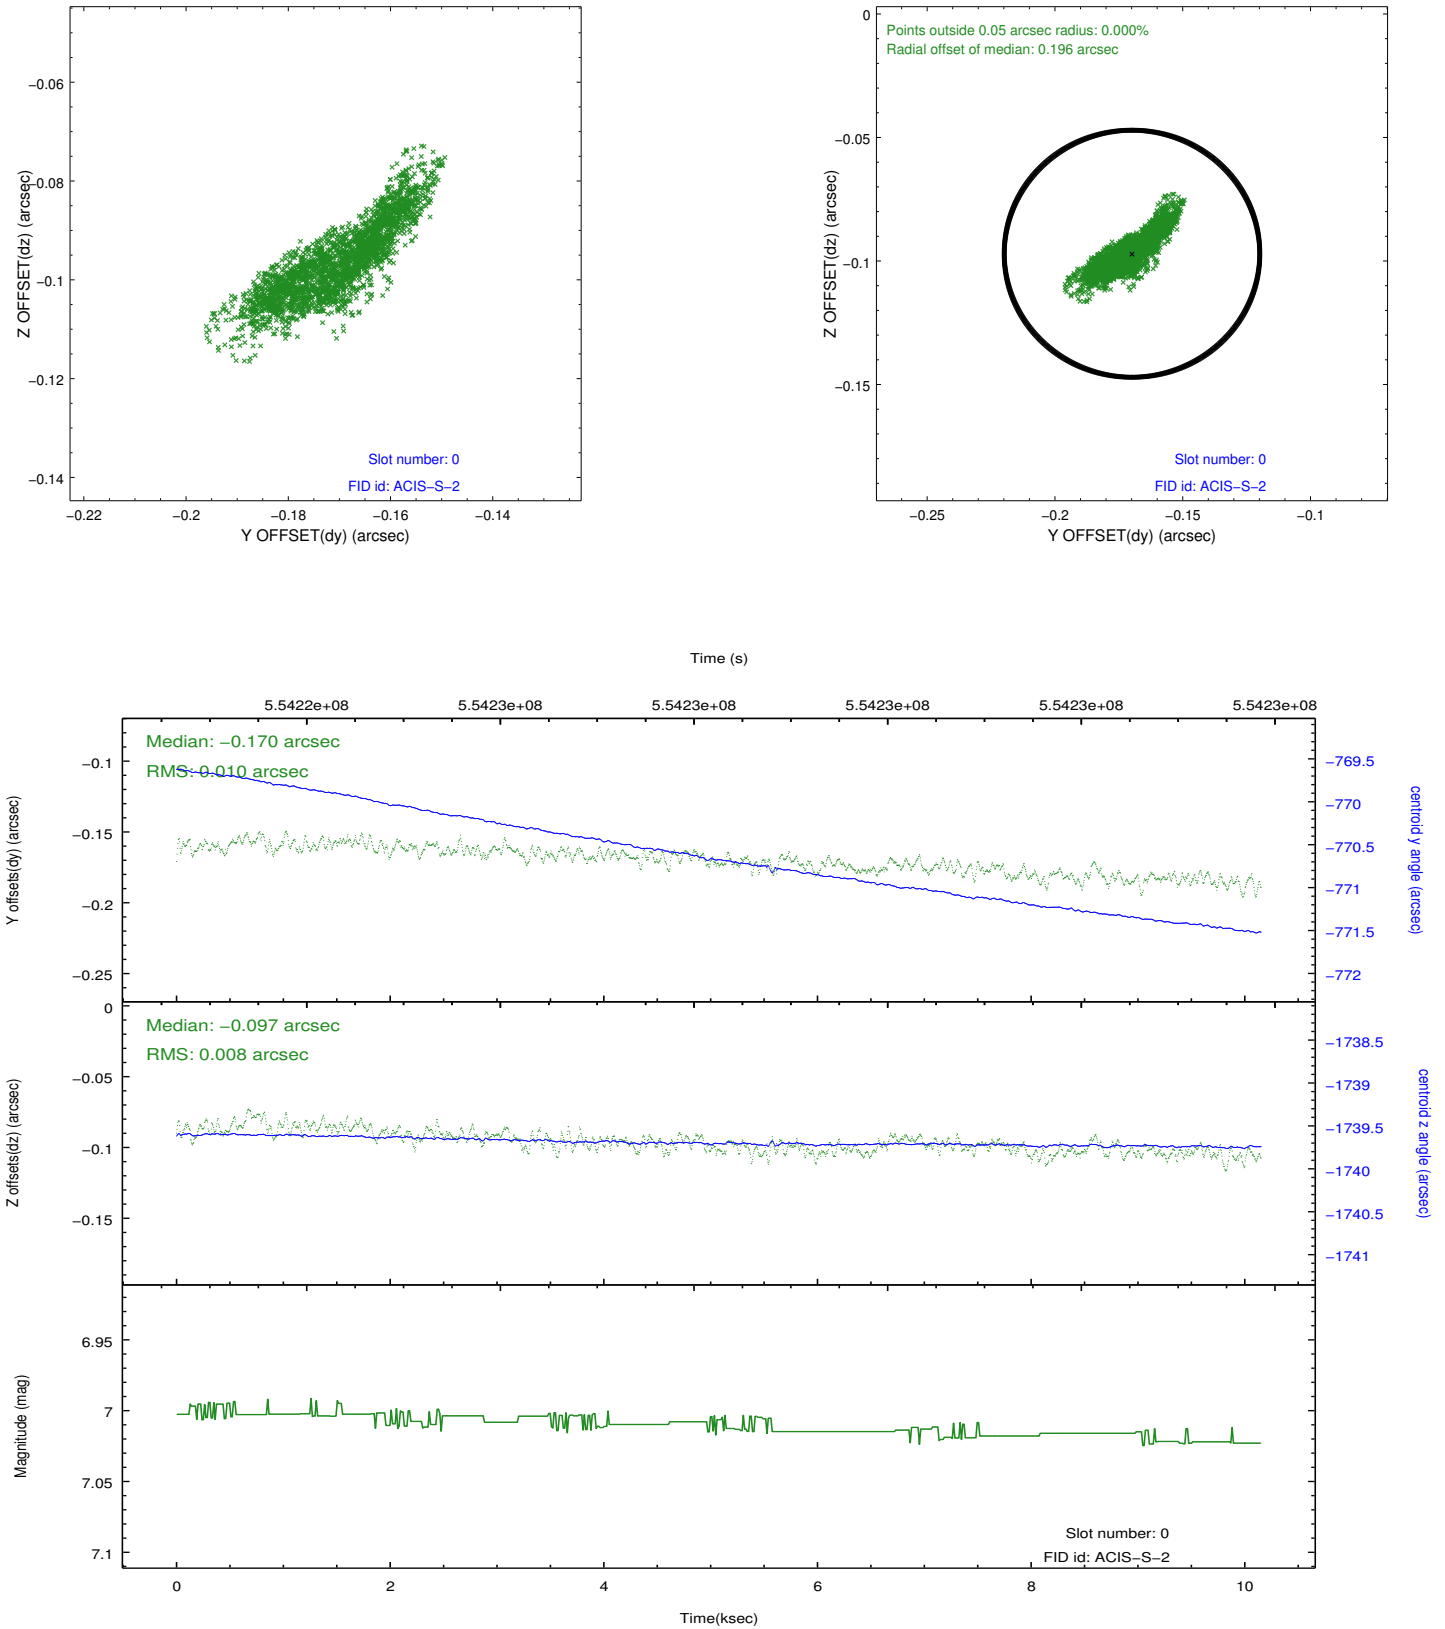 −0.06
−0.08
−0.1
−0.12
−0.14
Z OFFSET(dz) (arcsec)
Slot number: 0
FID id: ACIS−S−2
−0.22
−0.2
−0.18
−0.16
−0.14
Y OFFSET(dy) (arcsec)
Points outside 0.05 arcsec radius: 0.000%
Radial offset of median: 0.196 arcsec
0
−0.05
−0.1
−0.15
Z OFFSET(dz) (arcsec)
Slot number: 0
FID id: ACIS−S−2
−0.25
−0.2
−0.15
−0.1
Y OFFSET(dy) (arcsec)
Time (s)
5.5422e+08
5.5423e+08
5.5423e+08
5.5423e+08
5.5423e+08
5.5423e+08
Median: −0.170 arcsec
RMS: 0.010 arcsec
−0.1
−0.15
−0.2
−0.25
Y offsets(dy) (arcsec)
−769.5
−770
−770.5
−771
−771.5
−772
centroid y angle (arcsec)
Median: −0.097 arcsec
RMS: 0.008 arcsec
0
−0.05
−0.1
−0.15
Z offsets(dz) (arcsec)
−1738.5
−1739
−1739.5
−1740
−1740.5
−1741
centroid z angle (arcsec)
6.95
7
7.05
7.1
Magnitude (mag)
Slot number: 0
FID id: ACIS−S−2
0
2
4
6
8
10
Time(ksec)